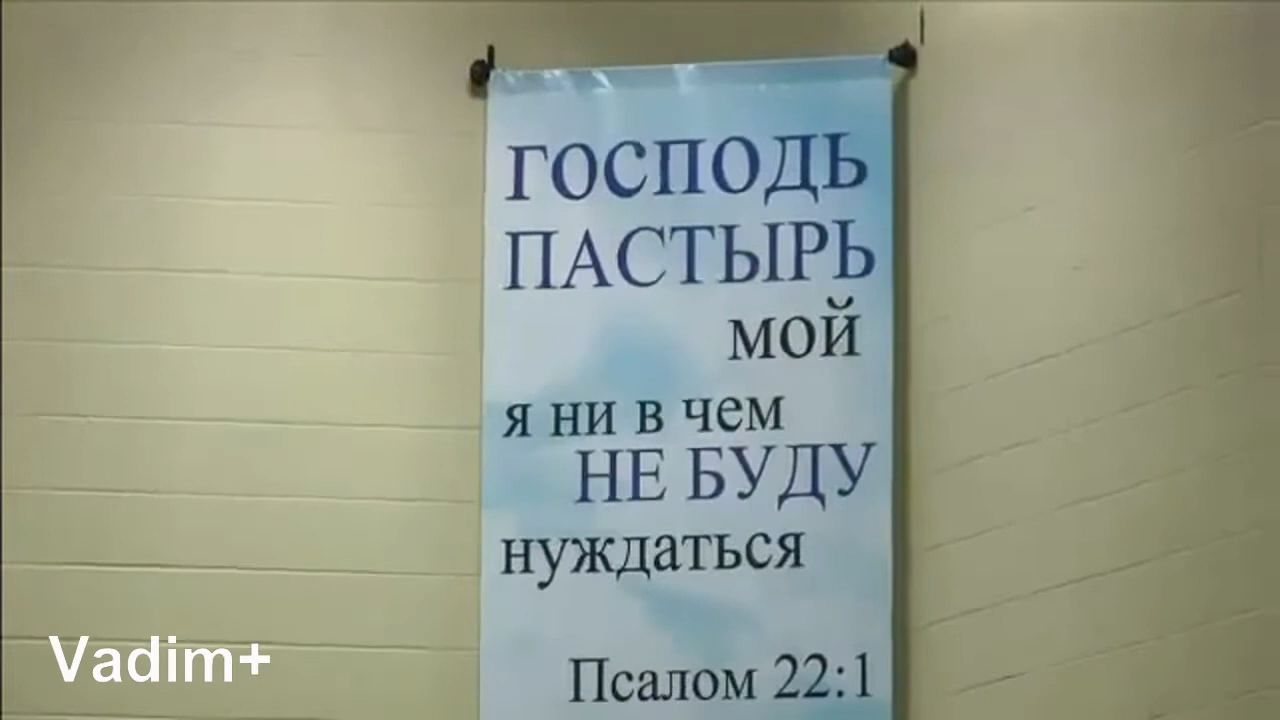 ГОСПОДЬ
ПАСТЫРЬ
мой
я ни в чем
НЕ БУДУ
нуждаться
Псалом 22:1
Vadim+